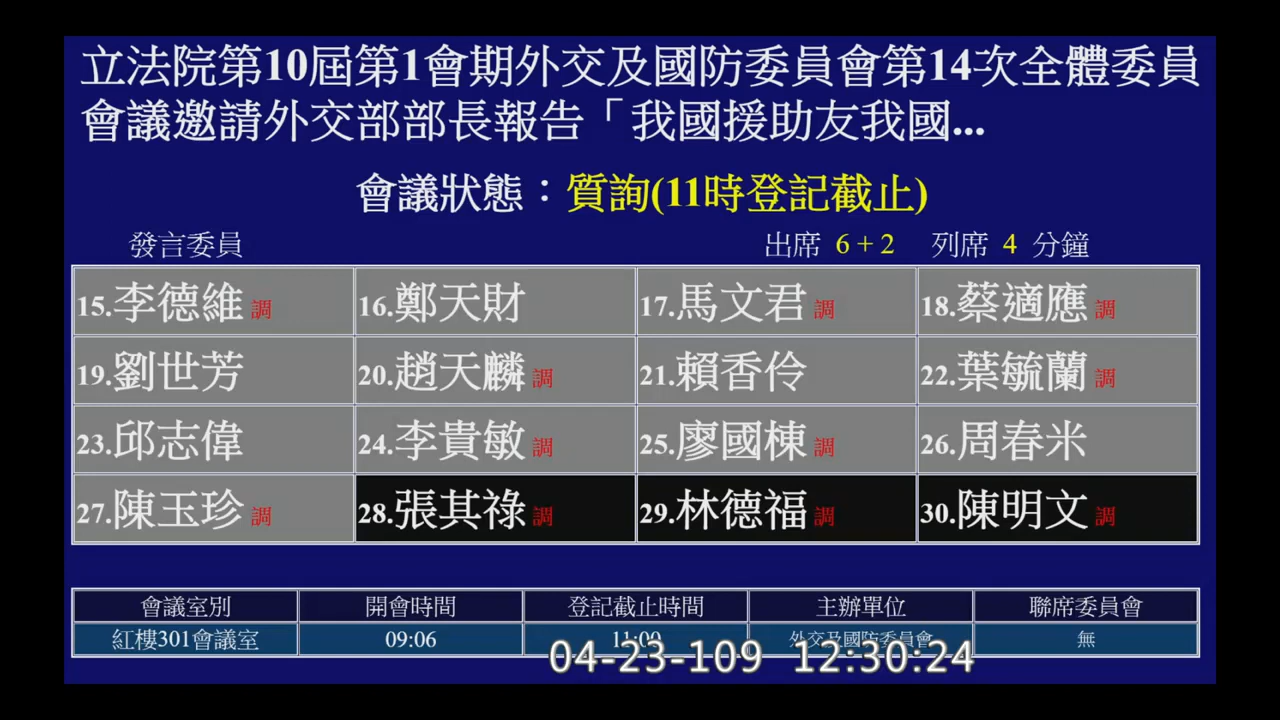 立法院第10屆第1會期外交及國防委員會第14次全體委員
會議邀請外交部部長報告「我國援助友我國...
會議狀態：質詢(11時登記截止)
發言委員 出席 6 + 2 列席 4 分鐘
15.李德維 調 16.鄭天財 17.馬文君 調 18.蔡適應 調
19.劉世芳 20.趙天麟 調 21.賴香伶 22.葉毓蘭 調
23.邱志偉 24.李貴敏 調 25.廖國棟 調 26.周春米
27.陳玉珍 調 28.張其祿 調 29.林德福 調 30.陳明文 調
會議室別 開會時間 登記截止時間 主辦單位 聯席委員會
紅樓301會議室 09:06 11:00 外交及國防委員會 無
04-23-109 12:30:24